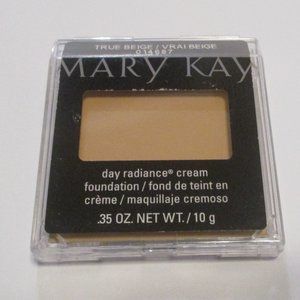 TRUE BEIGE / VRAI BEIGE
014687
MARY KAY
day radiance® cream
foundation / fond de teint en
crème / maquillaje cremoso
.35 OZ. NET WT. / 10 g